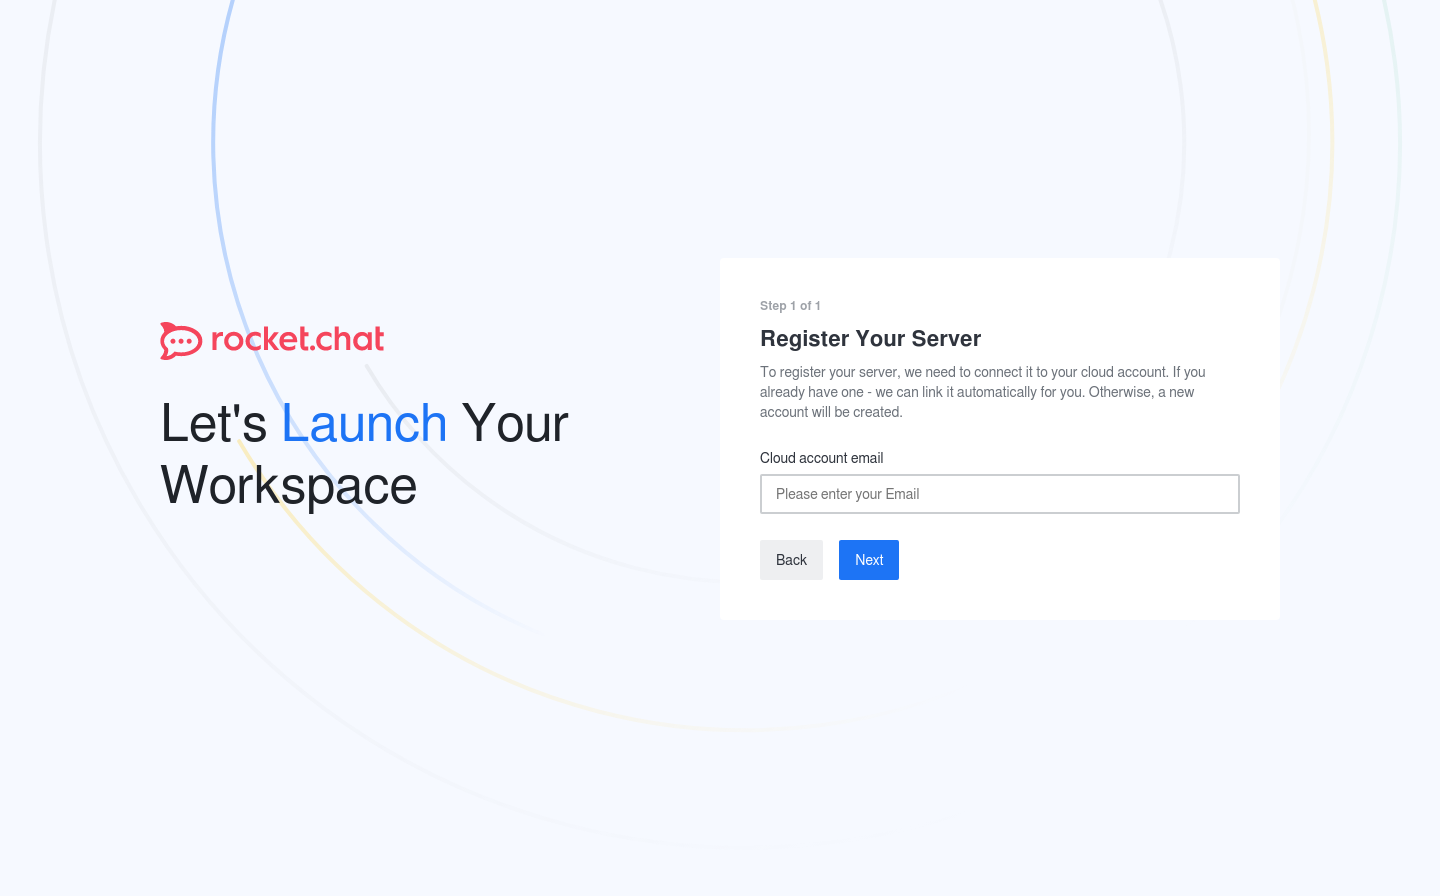 rocket.chat
Let's Launch Your
Workspace
Step 1 of 1
Register Your Server
To register your server, we need to connect it to your cloud account. If you
already have one - we can link it automatically for you. Otherwise, a new
account will be created.
Cloud account email
Please enter your Email
Back Next